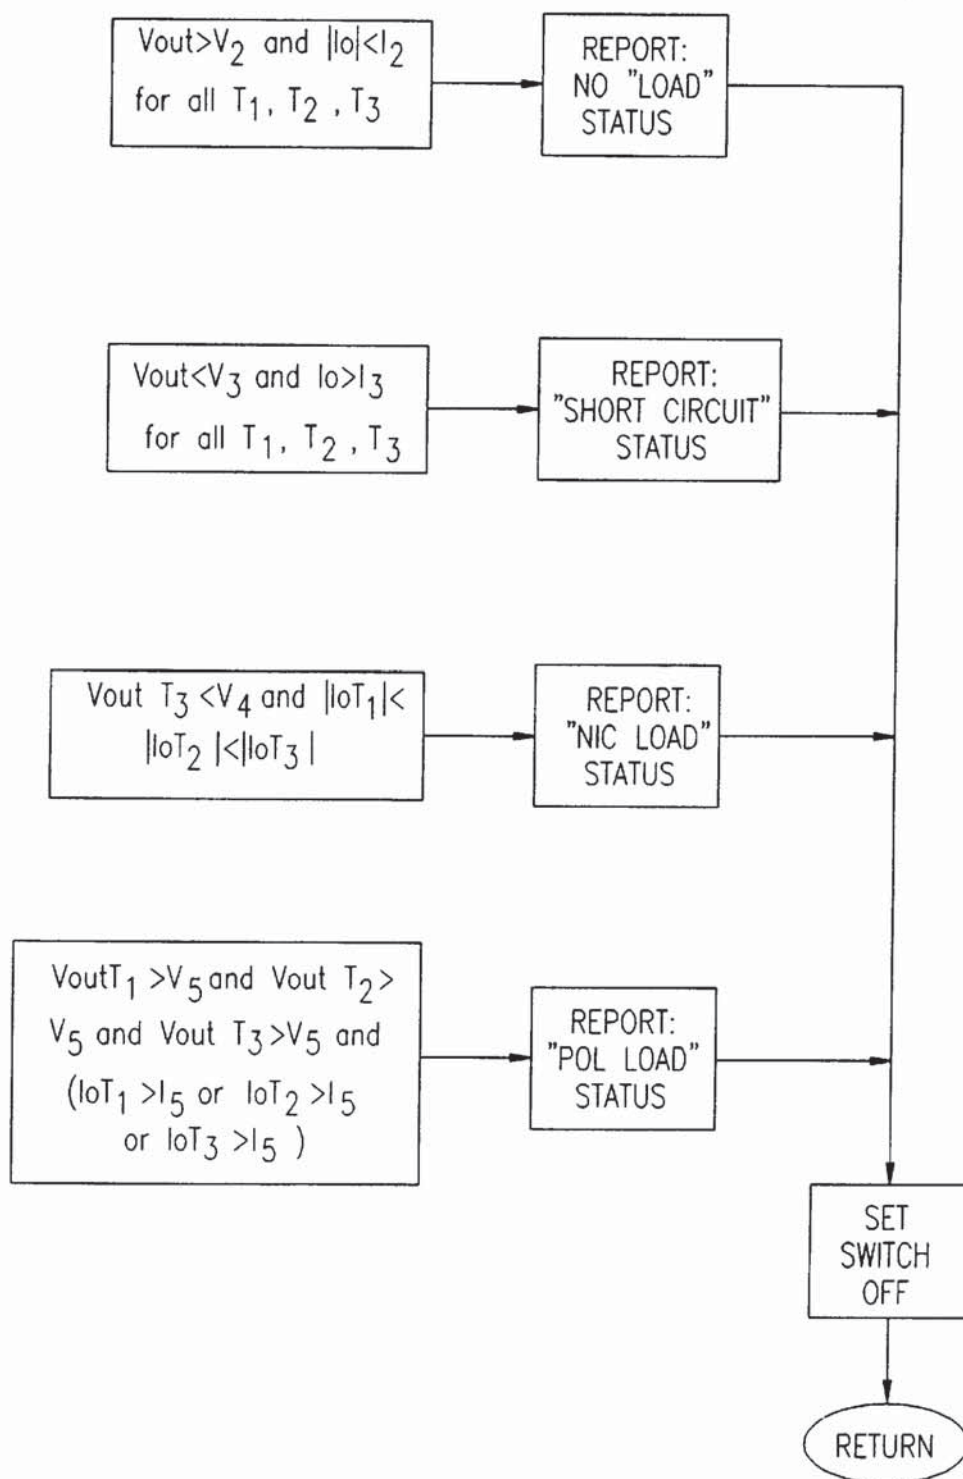 Vout>V2 and |Io|<I2
for all T1, T2, T3
REPORT:
NO "LOAD"
STATUS
Vout<V3 and Io>I3
for all T1, T2, T3
REPORT:
"SHORT CIRCUIT"
STATUS
Vout T3<V4 and |IoT1|<
|IoT2|<|IoT3|
REPORT:
"NIC LOAD"
STATUS
VoutT1>V5 and Vout T2>
V5 and Vout T3>V5 and
(IoT1>I5 or IoT2>I5
or IoT3>I5 )
REPORT:
"POL LOAD"
STATUS
SET
SWITCH
OFF
RETURN